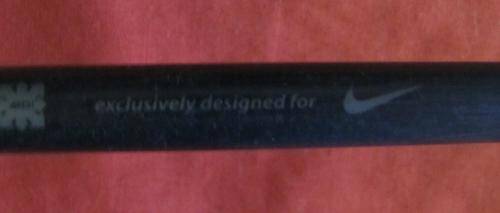 exclusively designed for